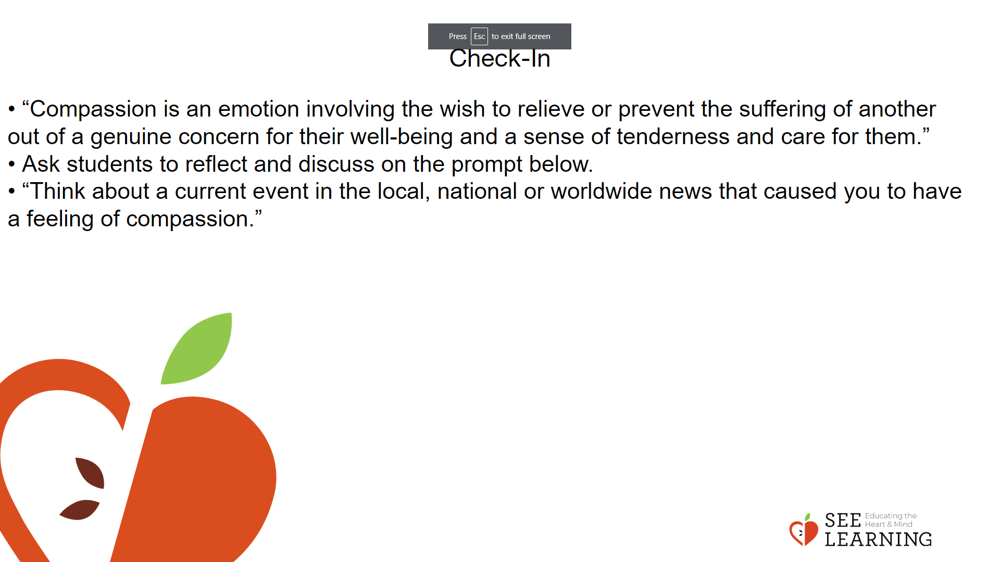 Press Esc to exit full screen
Check-In
• “Compassion is an emotion involving the wish to relieve or prevent the suffering of another
out of a genuine concern for their well-being and a sense of tenderness and care for them.”
• Ask students to reflect and discuss on the prompt below.
• “Think about a current event in the local, national or worldwide news that caused you to have
a feeling of compassion.”
SEE Educating the
Heart & Mind
LEARNING